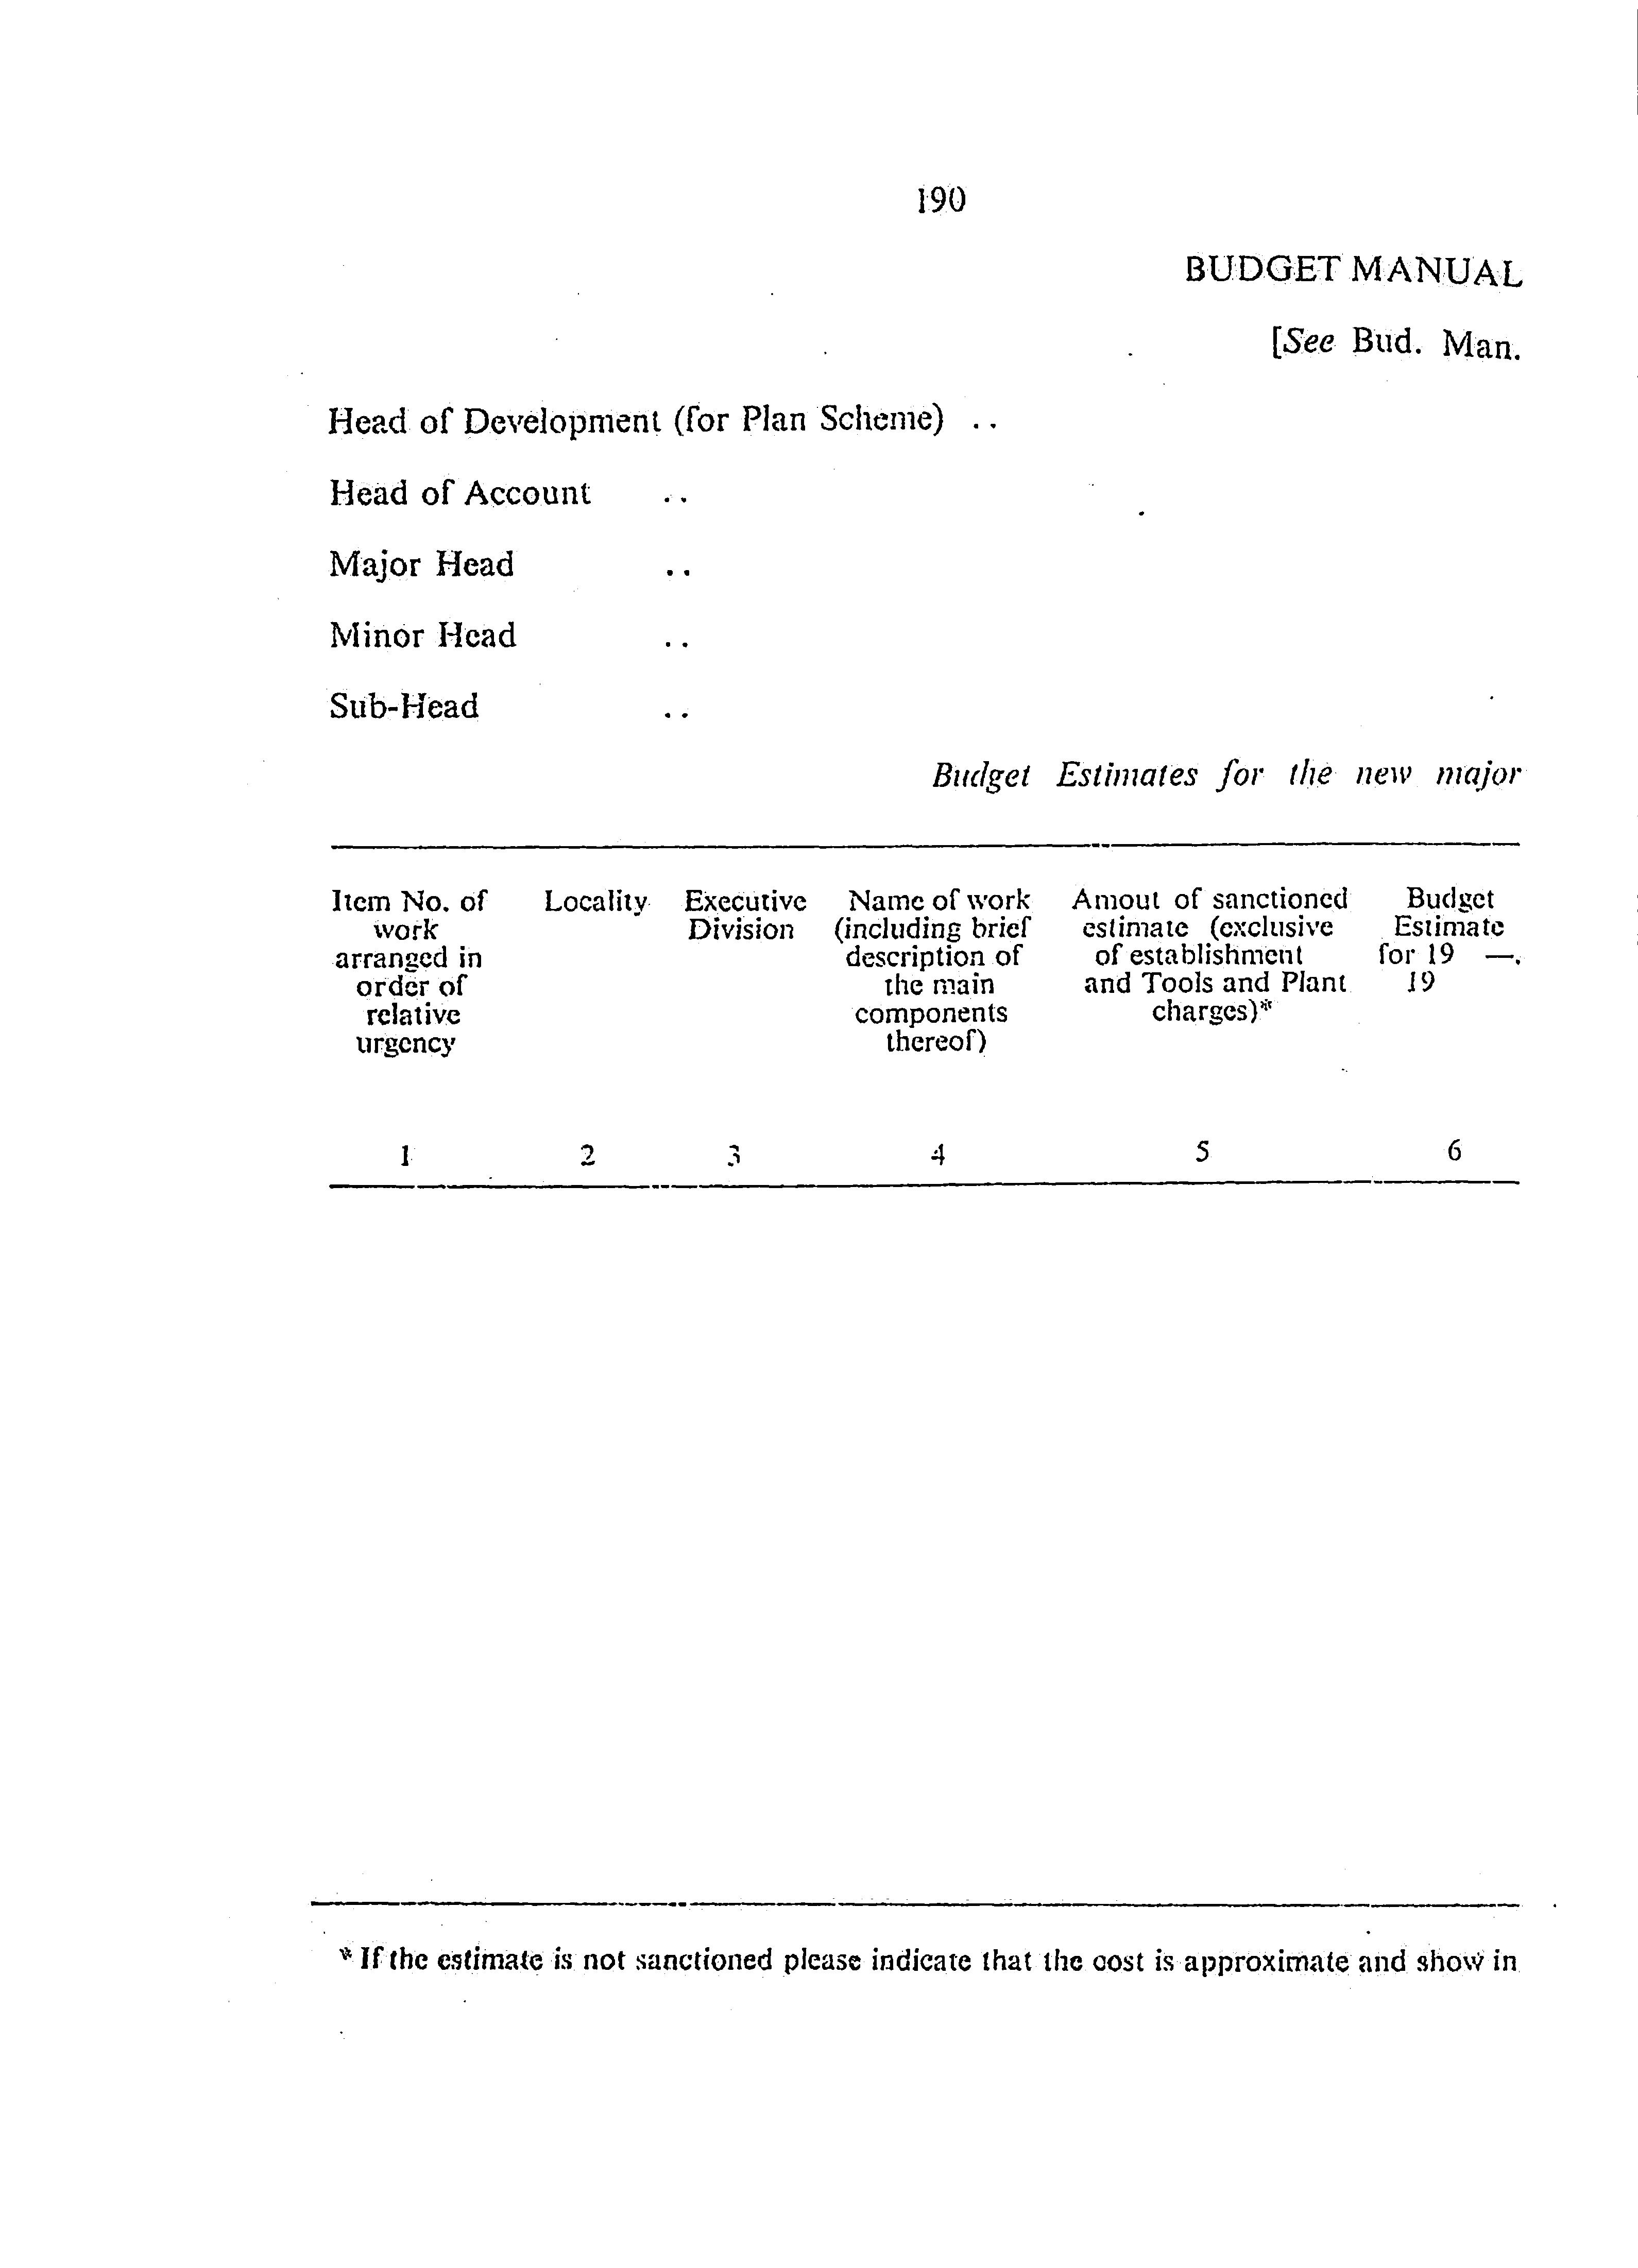 190
BUDGET MANUAL
[See Bud. Man.
Head of Development (for Plan Scheme) ..
Head of Account ..
Major Head ..
Minor Head ..
Sub-Head ..
Budget Estimates for the new major
Item No. of work arranged in order of relative urgency
Locality
Executive Division
Name of work (including brief description of the main components thereof)
Amout of sanctioned estimate (exclusive of establishment and Tools and Plant charges)*
Budget Estimate for 19 —. 19
1 2 3 4 5 6
* If the estimate is not sanctioned please indicate that the cost is approximate and show in